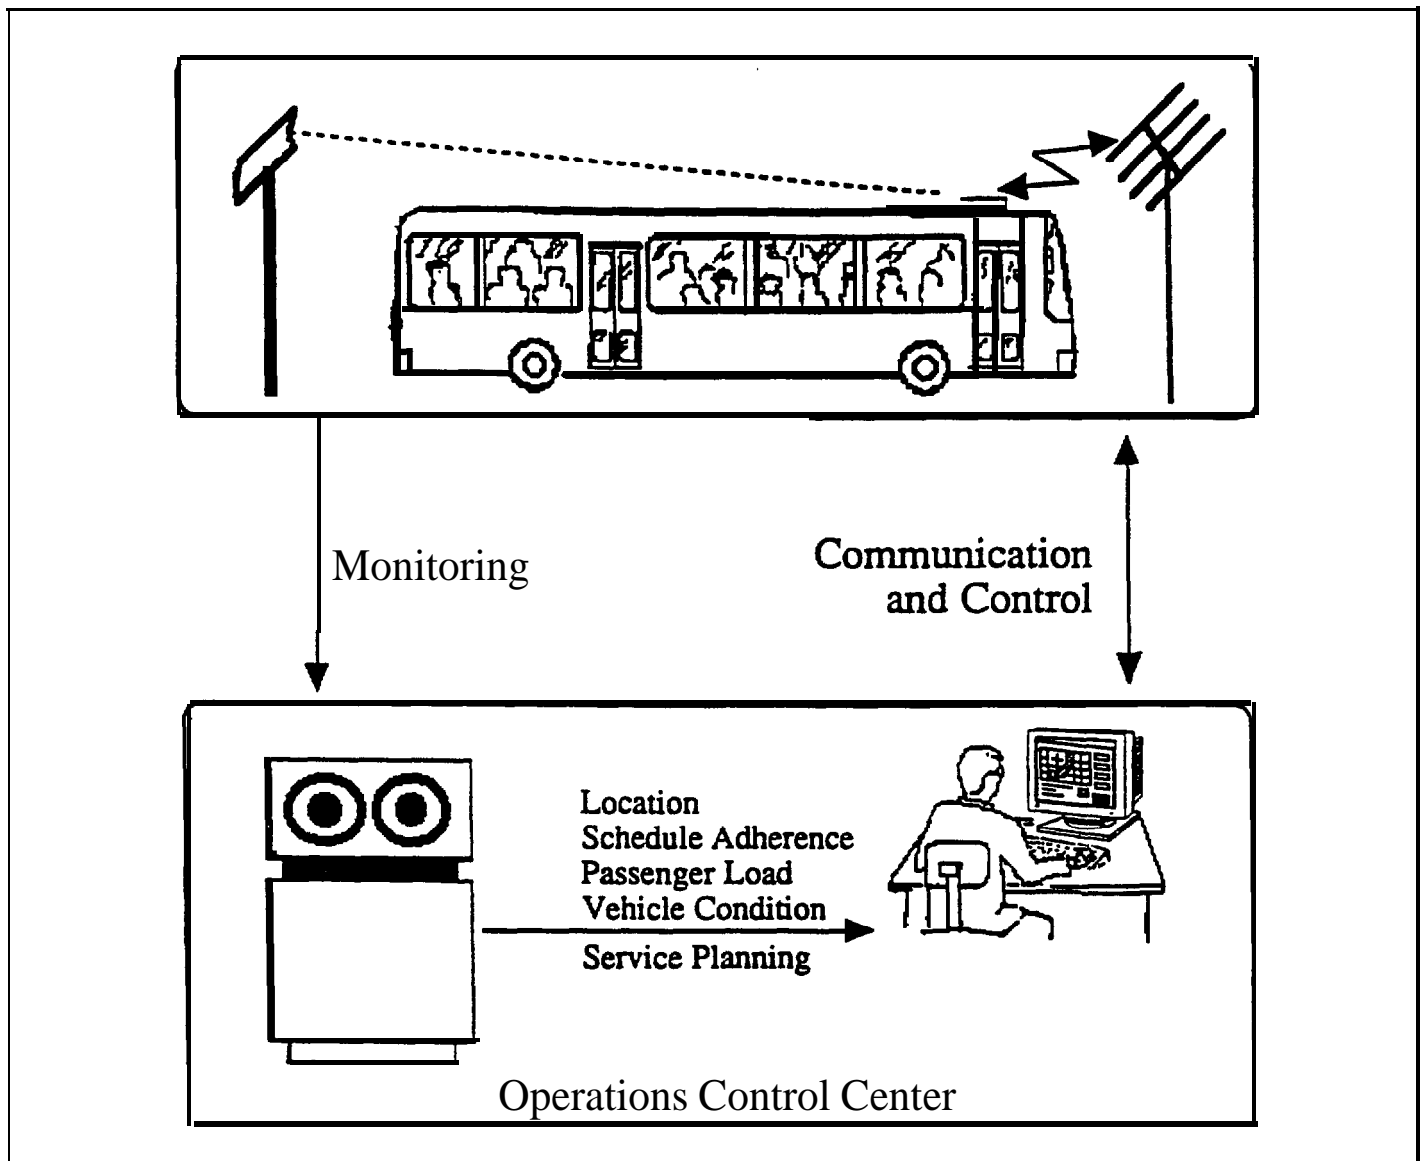 Monitoring
Communication
and Control
Location
Schedule Adherence
Passenger Load
Vehicle Condition
Service Planning
Operations Control Center